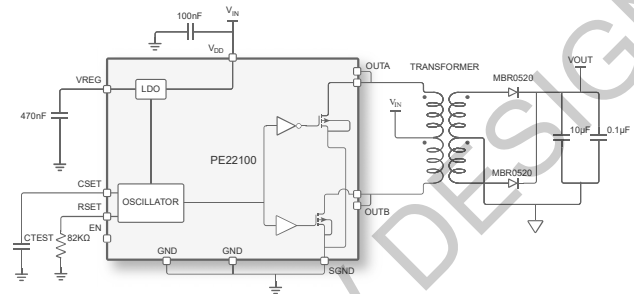 100nF
VIN
VDD
OUTA
TRANSFORMER
VOUT
VREG
LDO
MBR0520
470nF
VIN
10µF
0.1µF
PE22100
CSET
OSCILLATOR
MBR0520
RSET
OUTB
CTEST
82KΩ
EN
GND
GND
SGND
DESIGN